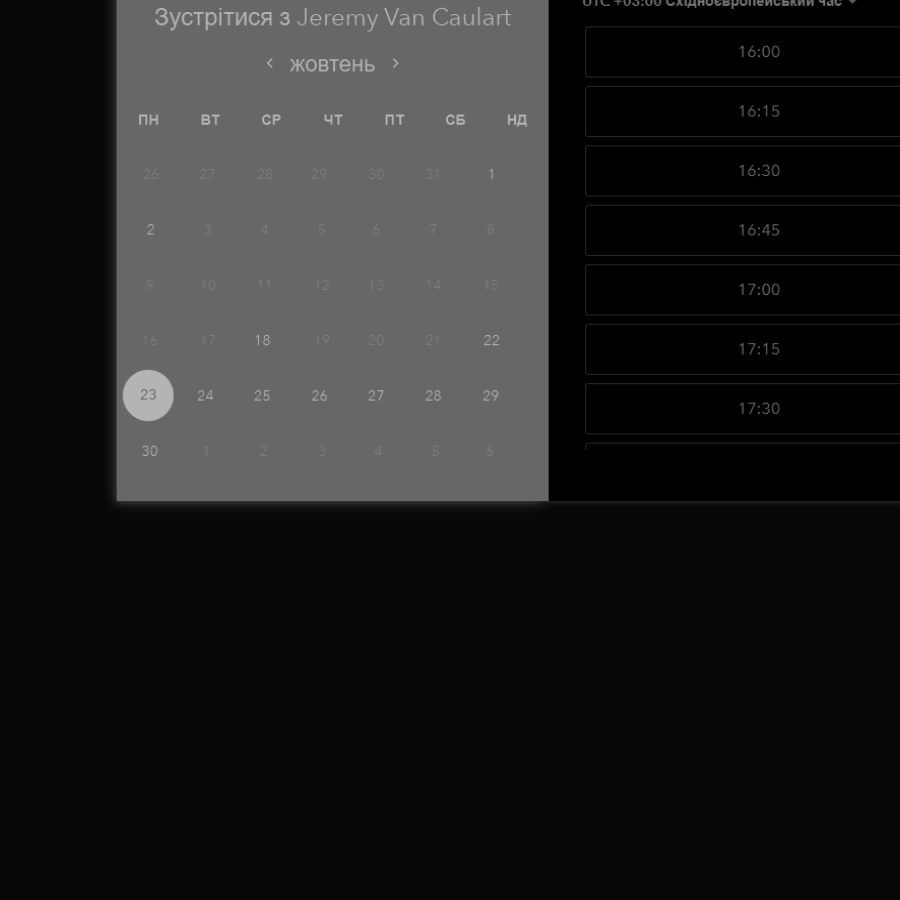 Зустрітися з Jeremy Van Caulart
жовтень
ПН ВТ СР ЧТ ПТ СБ НД
26 27 28 29 30 31 1
2 3 4 5 6 7 8
9 10 11 12 13 14 15
16 17 18 19 20 21 22
23 24 25 26 27 28 29
30 1 2 3 4 5 6
UTC +03:00 Східноєвропейський час
16:00
16:15
16:30
16:45
17:00
17:15
17:30